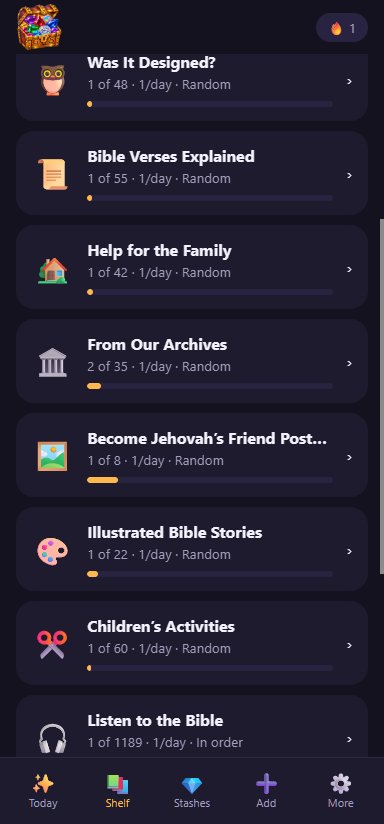 1
Was It Designed?
1 of 48 · 1/day · Random
Bible Verses Explained
1 of 55 · 1/day · Random
Help for the Family
1 of 42 · 1/day · Random
From Our Archives
2 of 35 · 1/day · Random
Become Jehovah’s Friend Post…
1 of 8 · 1/day · Random
Illustrated Bible Stories
1 of 22 · 1/day · Random
Children’s Activities
1 of 60 · 1/day · Random
Listen to the Bible
1 of 1189 · 1/day · In order
Today Shelf Stashes Add More